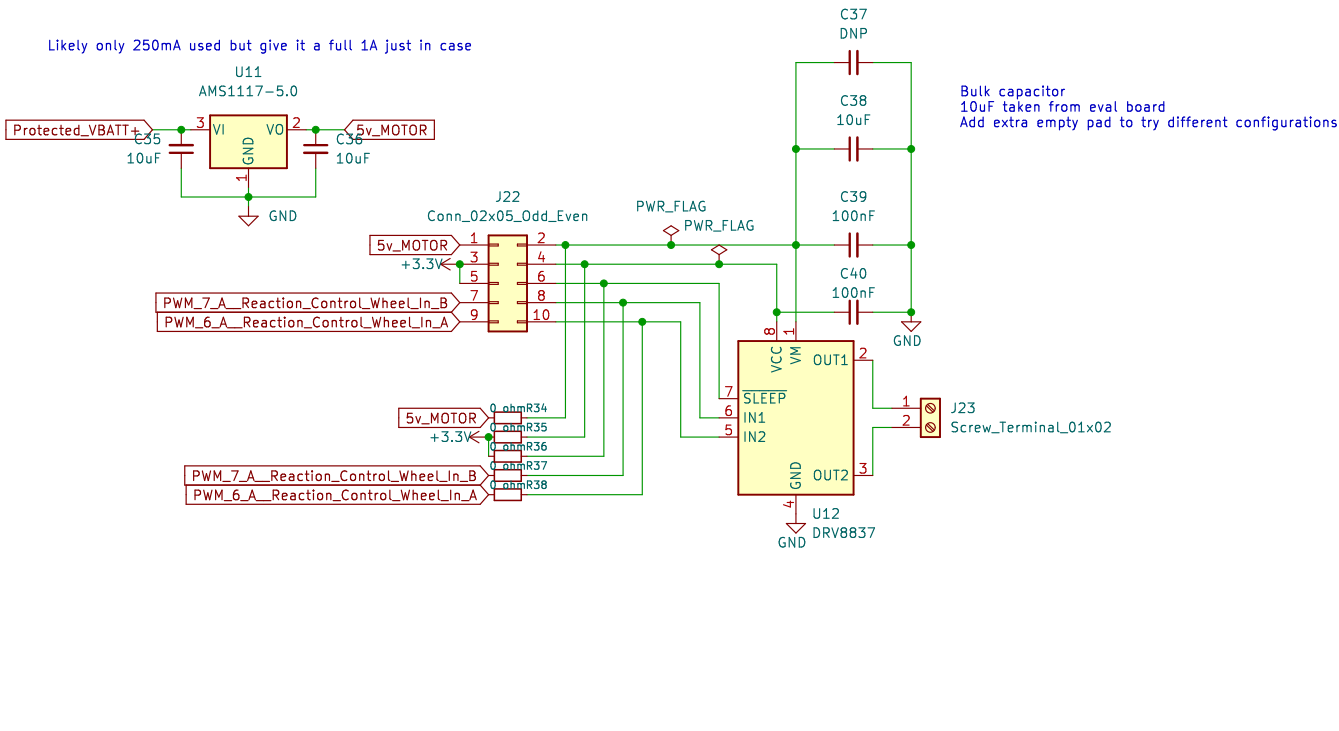 Likely only 250mA used but give it a full 1A just in case
U11
AMS1117-5.0
Protected_VBATT+
3
VI
VO
2
5v_MOTOR
GND
1
C35
10uF
C36
10uF
GND
C37
DNP
C38
10uF
C39
100nF
C40
100nF
GND
Bulk capacitor
10uF taken from eval board
Add extra empty pad to try different configurations
PWR_FLAG
PWR_FLAG
J22
Conn_02x05_Odd_Even
5v_MOTOR
1
2
+3.3V
3
4
5
6
PWM_7_A__Reaction_Control_Wheel_In_B
7
8
PWM_6_A__Reaction_Control_Wheel_In_A
9
10
5v_MOTOR
0 ohmR34
+3.3V
0 ohmR35
0 ohmR36
PWM_7_A__Reaction_Control_Wheel_In_B
0 ohmR37
PWM_6_A__Reaction_Control_Wheel_In_A
0 ohmR38
8
1
VCC
VM
OUT1
2
7
SLEEP
6
IN1
5
IN2
GND
OUT2
3
4
U12
DRV8837
GND
1
2
J23
Screw_Terminal_01x02